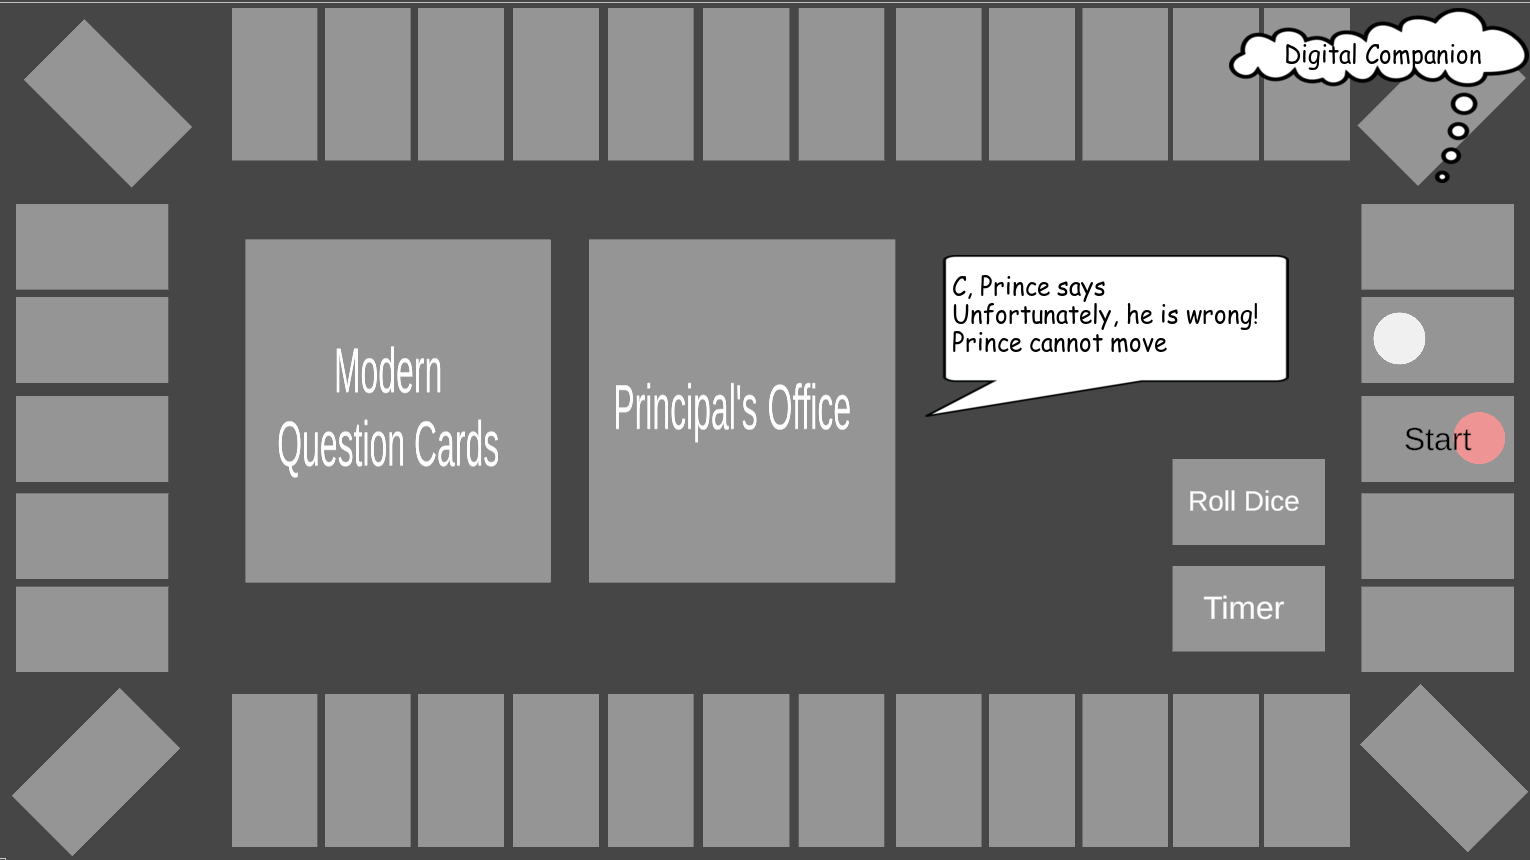 Digital Companion
C, Prince says
Unfortunately, he is wrong!
Prince cannot move
Modern
Question Cards
Principal's Office
Start
Roll Dice
Timer